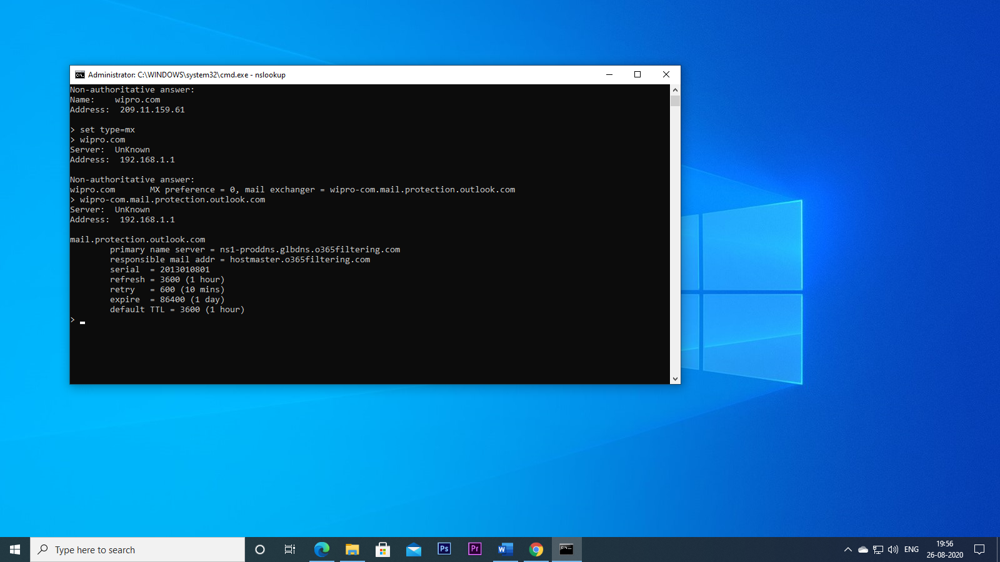 Administrator: C:\WINDOWS\system32\cmd.exe - nslookup
Non-authoritative answer:
Name:    wipro.com
Address:  209.11.159.61
> set type=mx
> wipro.com
Server:  UnKnown
Address:  192.168.1.1
Non-authoritative answer:
wipro.com       MX preference = 0, mail exchanger = wipro-com.mail.protection.outlook.com
> wipro-com.mail.protection.outlook.com
Server:  UnKnown
Address:  192.168.1.1
mail.protection.outlook.com
        primary name server = ns1-proddns.glbdns.o365filtering.com
        responsible mail addr = hostmaster.o365filtering.com
        serial  = 2013010801
        refresh = 3600 (1 hour)
        retry   = 600 (10 mins)
        expire  = 86400 (1 day)
        default TTL = 3600 (1 hour)
>
Type here to search
Ps
Pr
W
ENG
19:56
26-08-2020